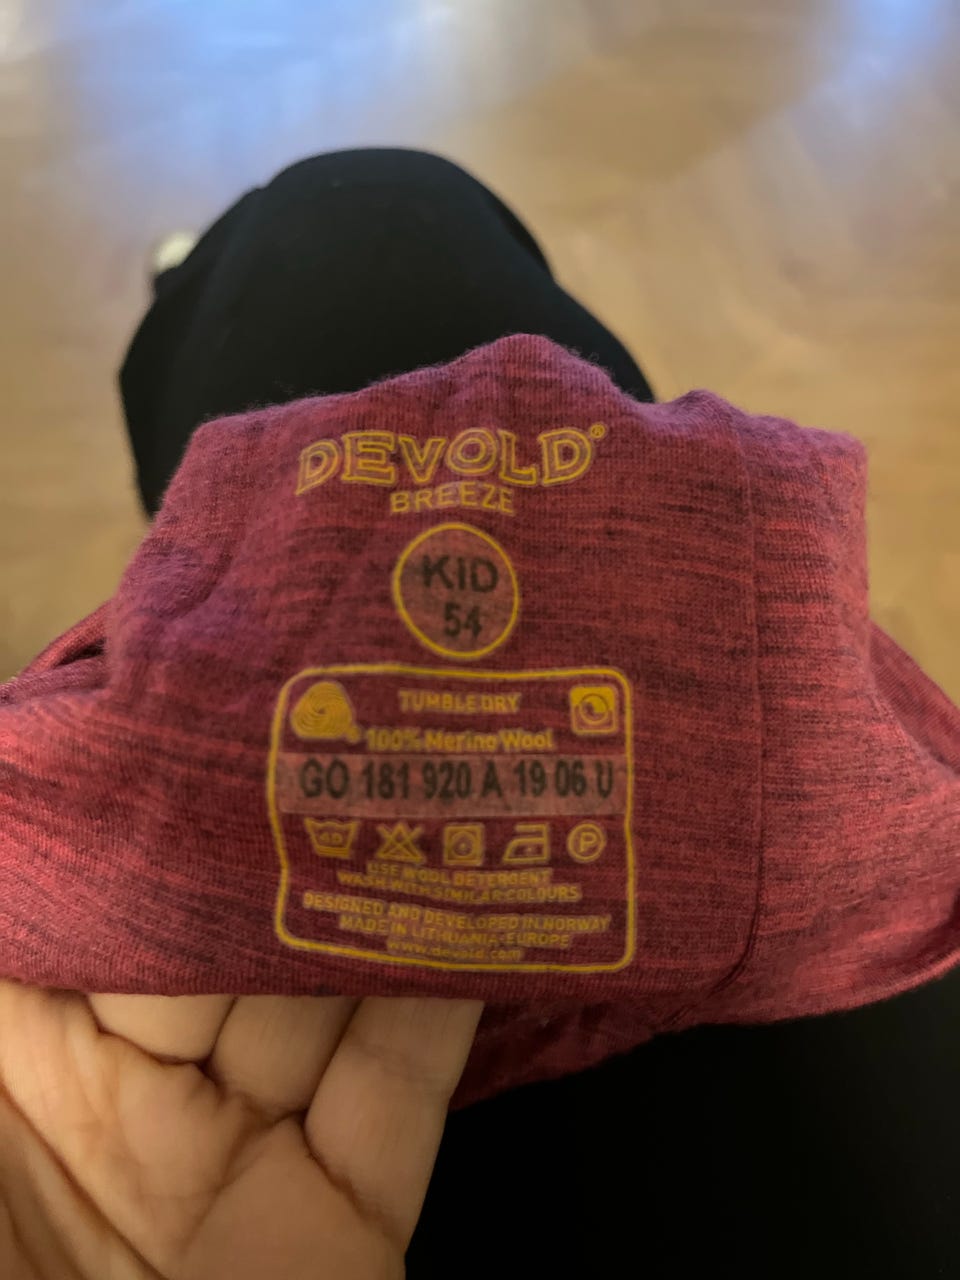 DEVOLD®
BREEZE
KID
54
TUMBLE DRY
100% Merino Wool
GO 181 920 A 19 06 U
P
USE WOOL DETERGENT
WASH WITH SIMILAR COLOURS
DESIGNED AND DEVELOPED IN NORWAY
MADE IN LITHUANIA-EUROPE
www.devold.com